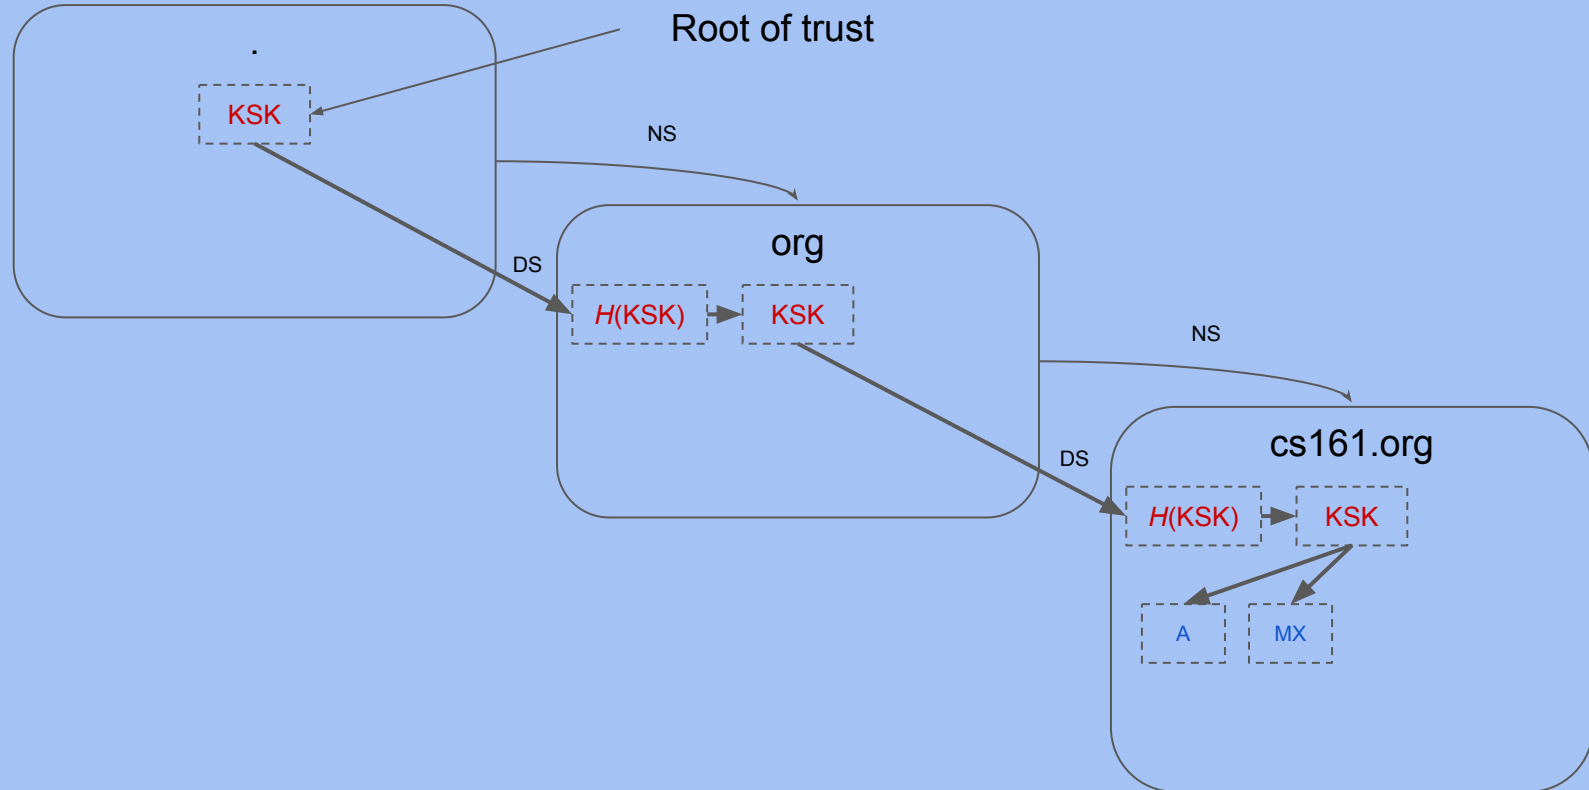 .
Root of trust
KSK
NS
org
DS
H(KSK)
KSK
NS
cs161.org
DS
H(KSK)
KSK
A
MX